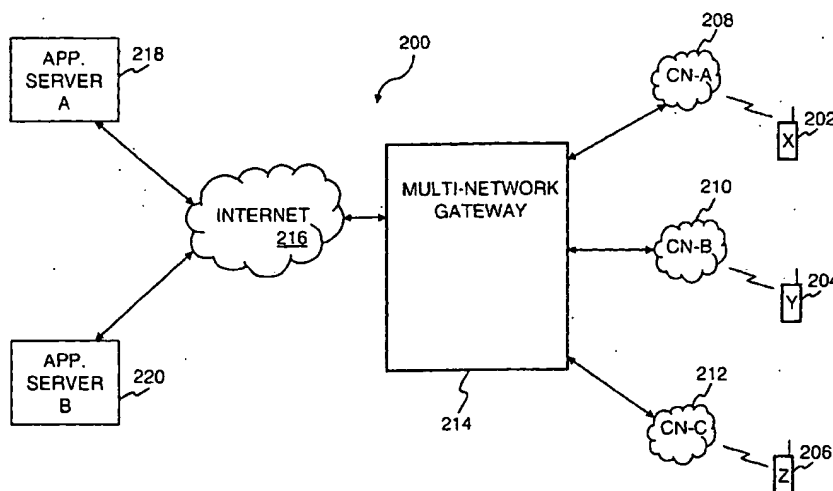 APP.
SERVER
A
218
200
208
CN-A
202
X
INTERNET
216
MULTI-NETWORK
GATEWAY
210
CN-B
204
Y
APP.
SERVER
B
220
214
212
CN-C
206
Z